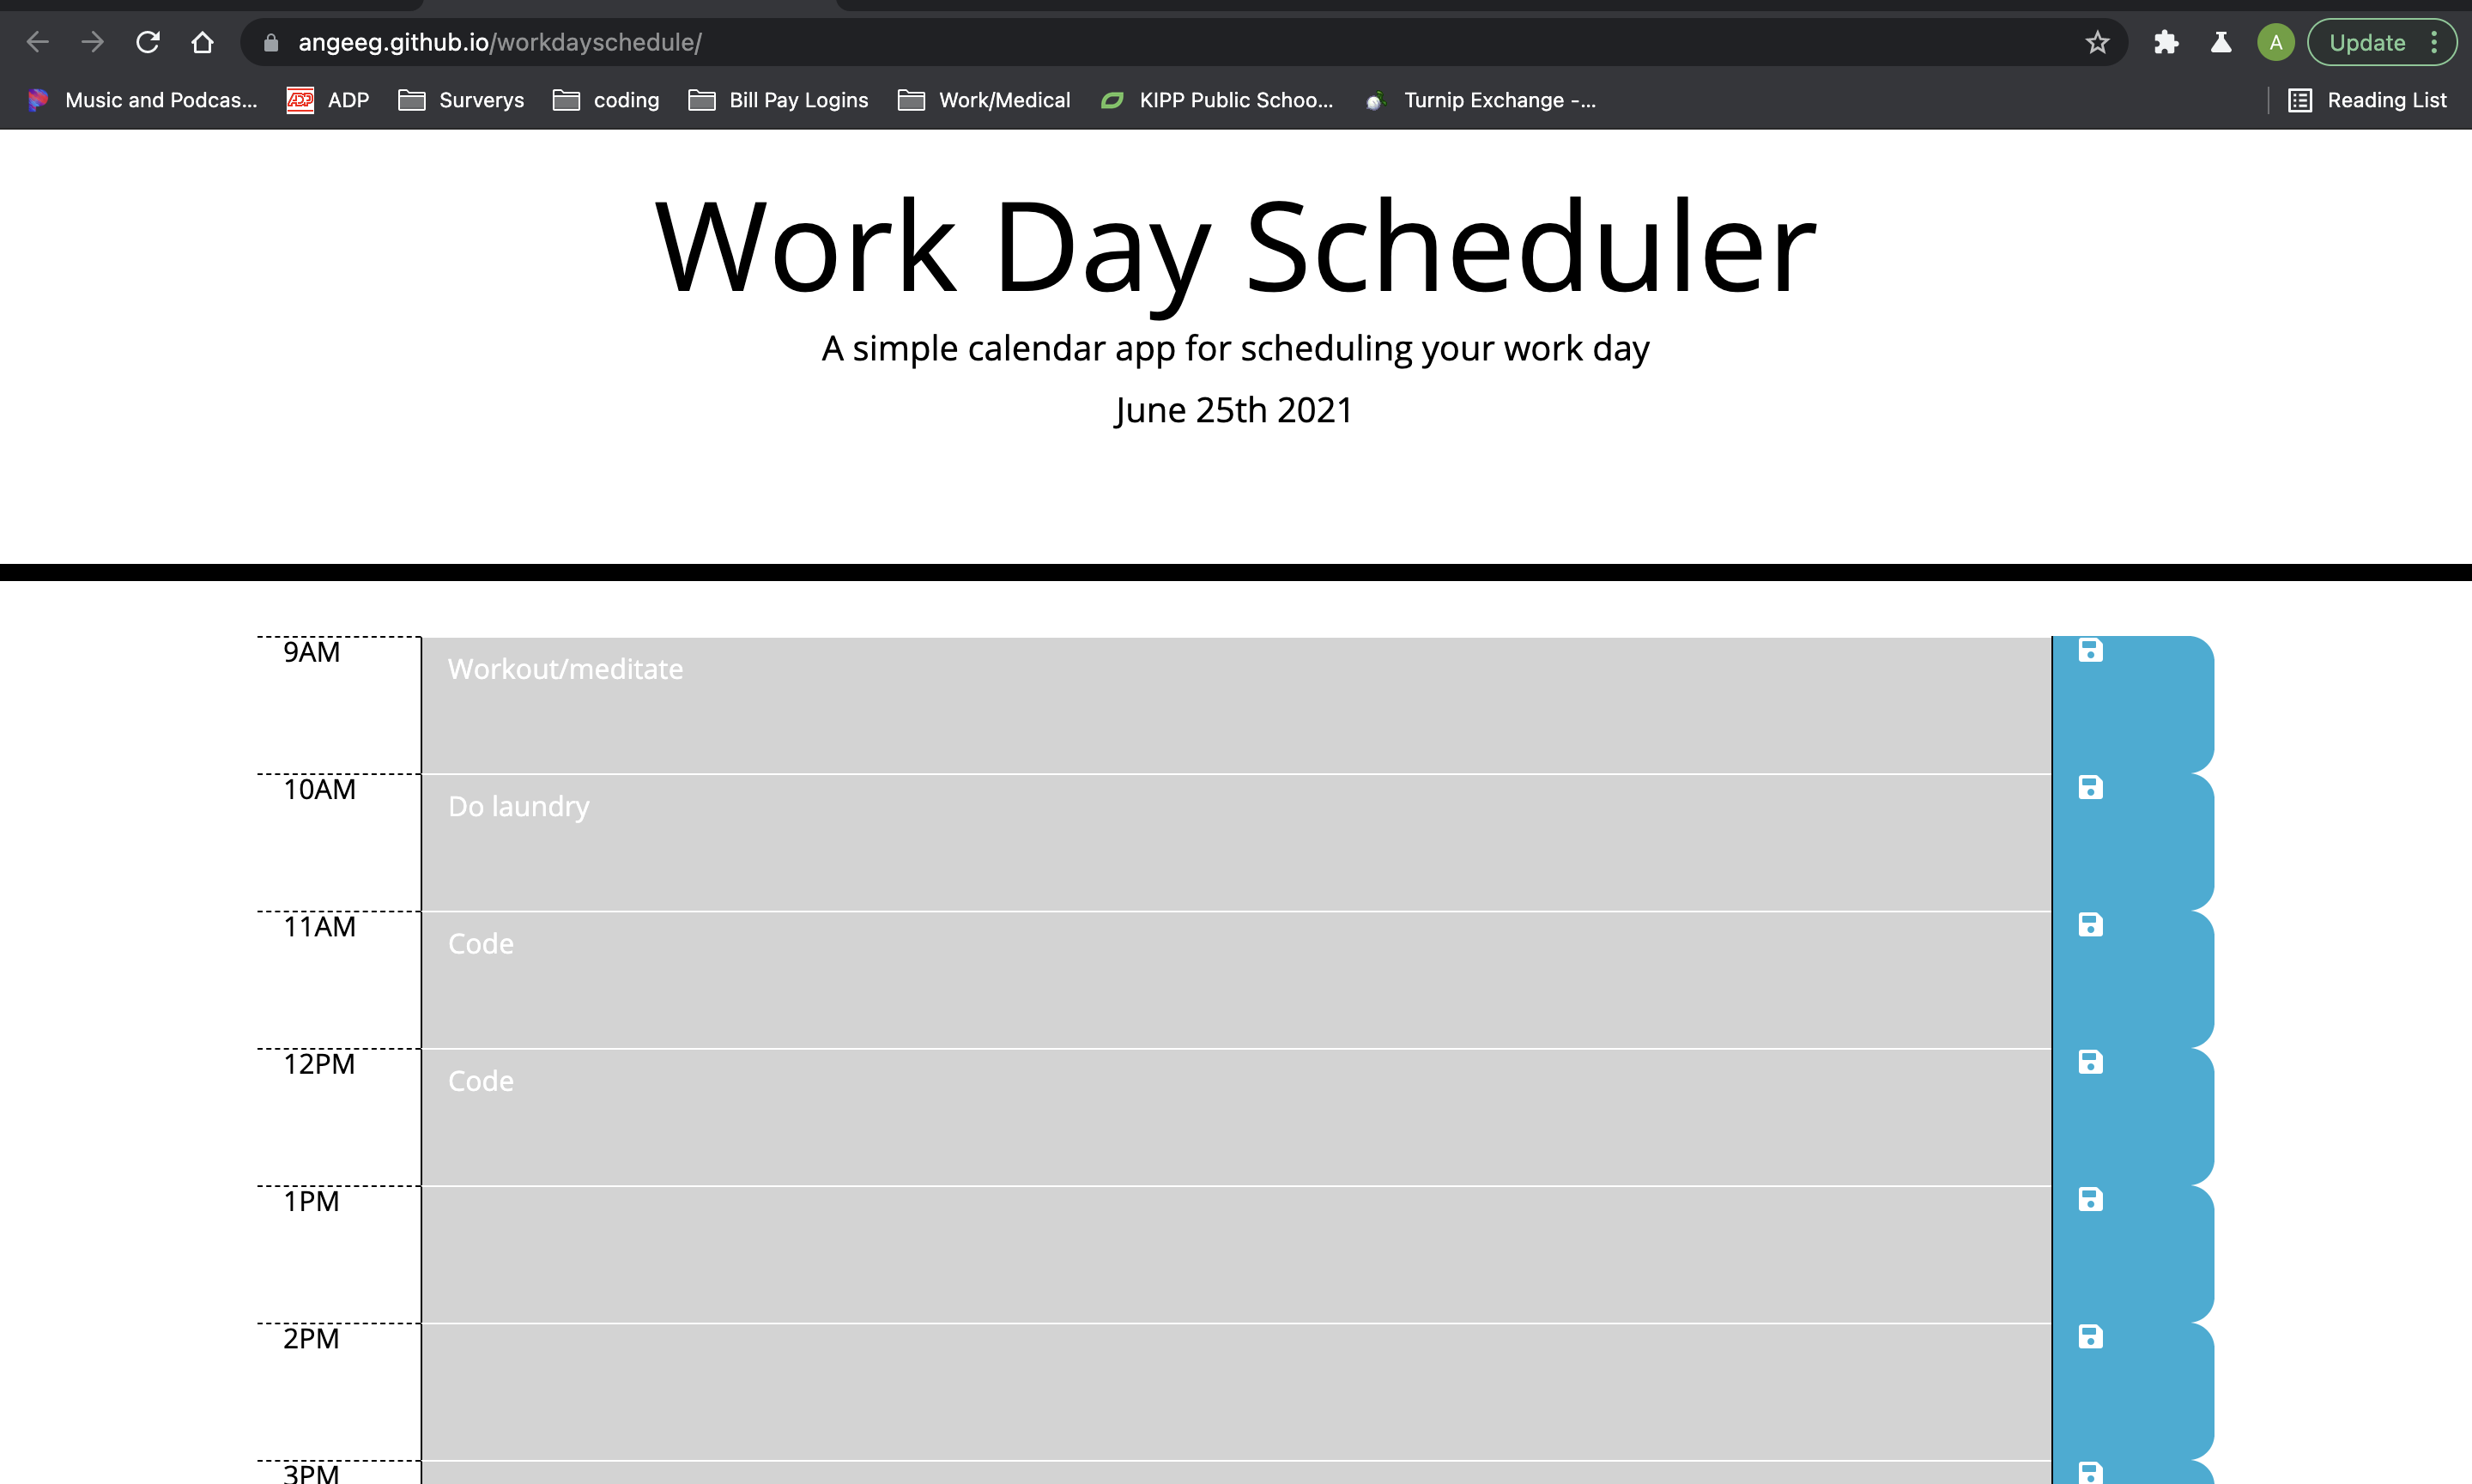 angeeg.github.io/workdayschedule/
A
Update
Music and Podcas...
ADP
ADP
Surverys
coding
Bill Pay Logins
Work/Medical
KIPP Public Schoo...
Turnip Exchange -...
Reading List
Work Day Scheduler
A simple calendar app for scheduling your work day
June 25th 2021
9AM
Workout/meditate
10AM
Do laundry
11AM
Code
12PM
Code
1PM
2PM
3PM